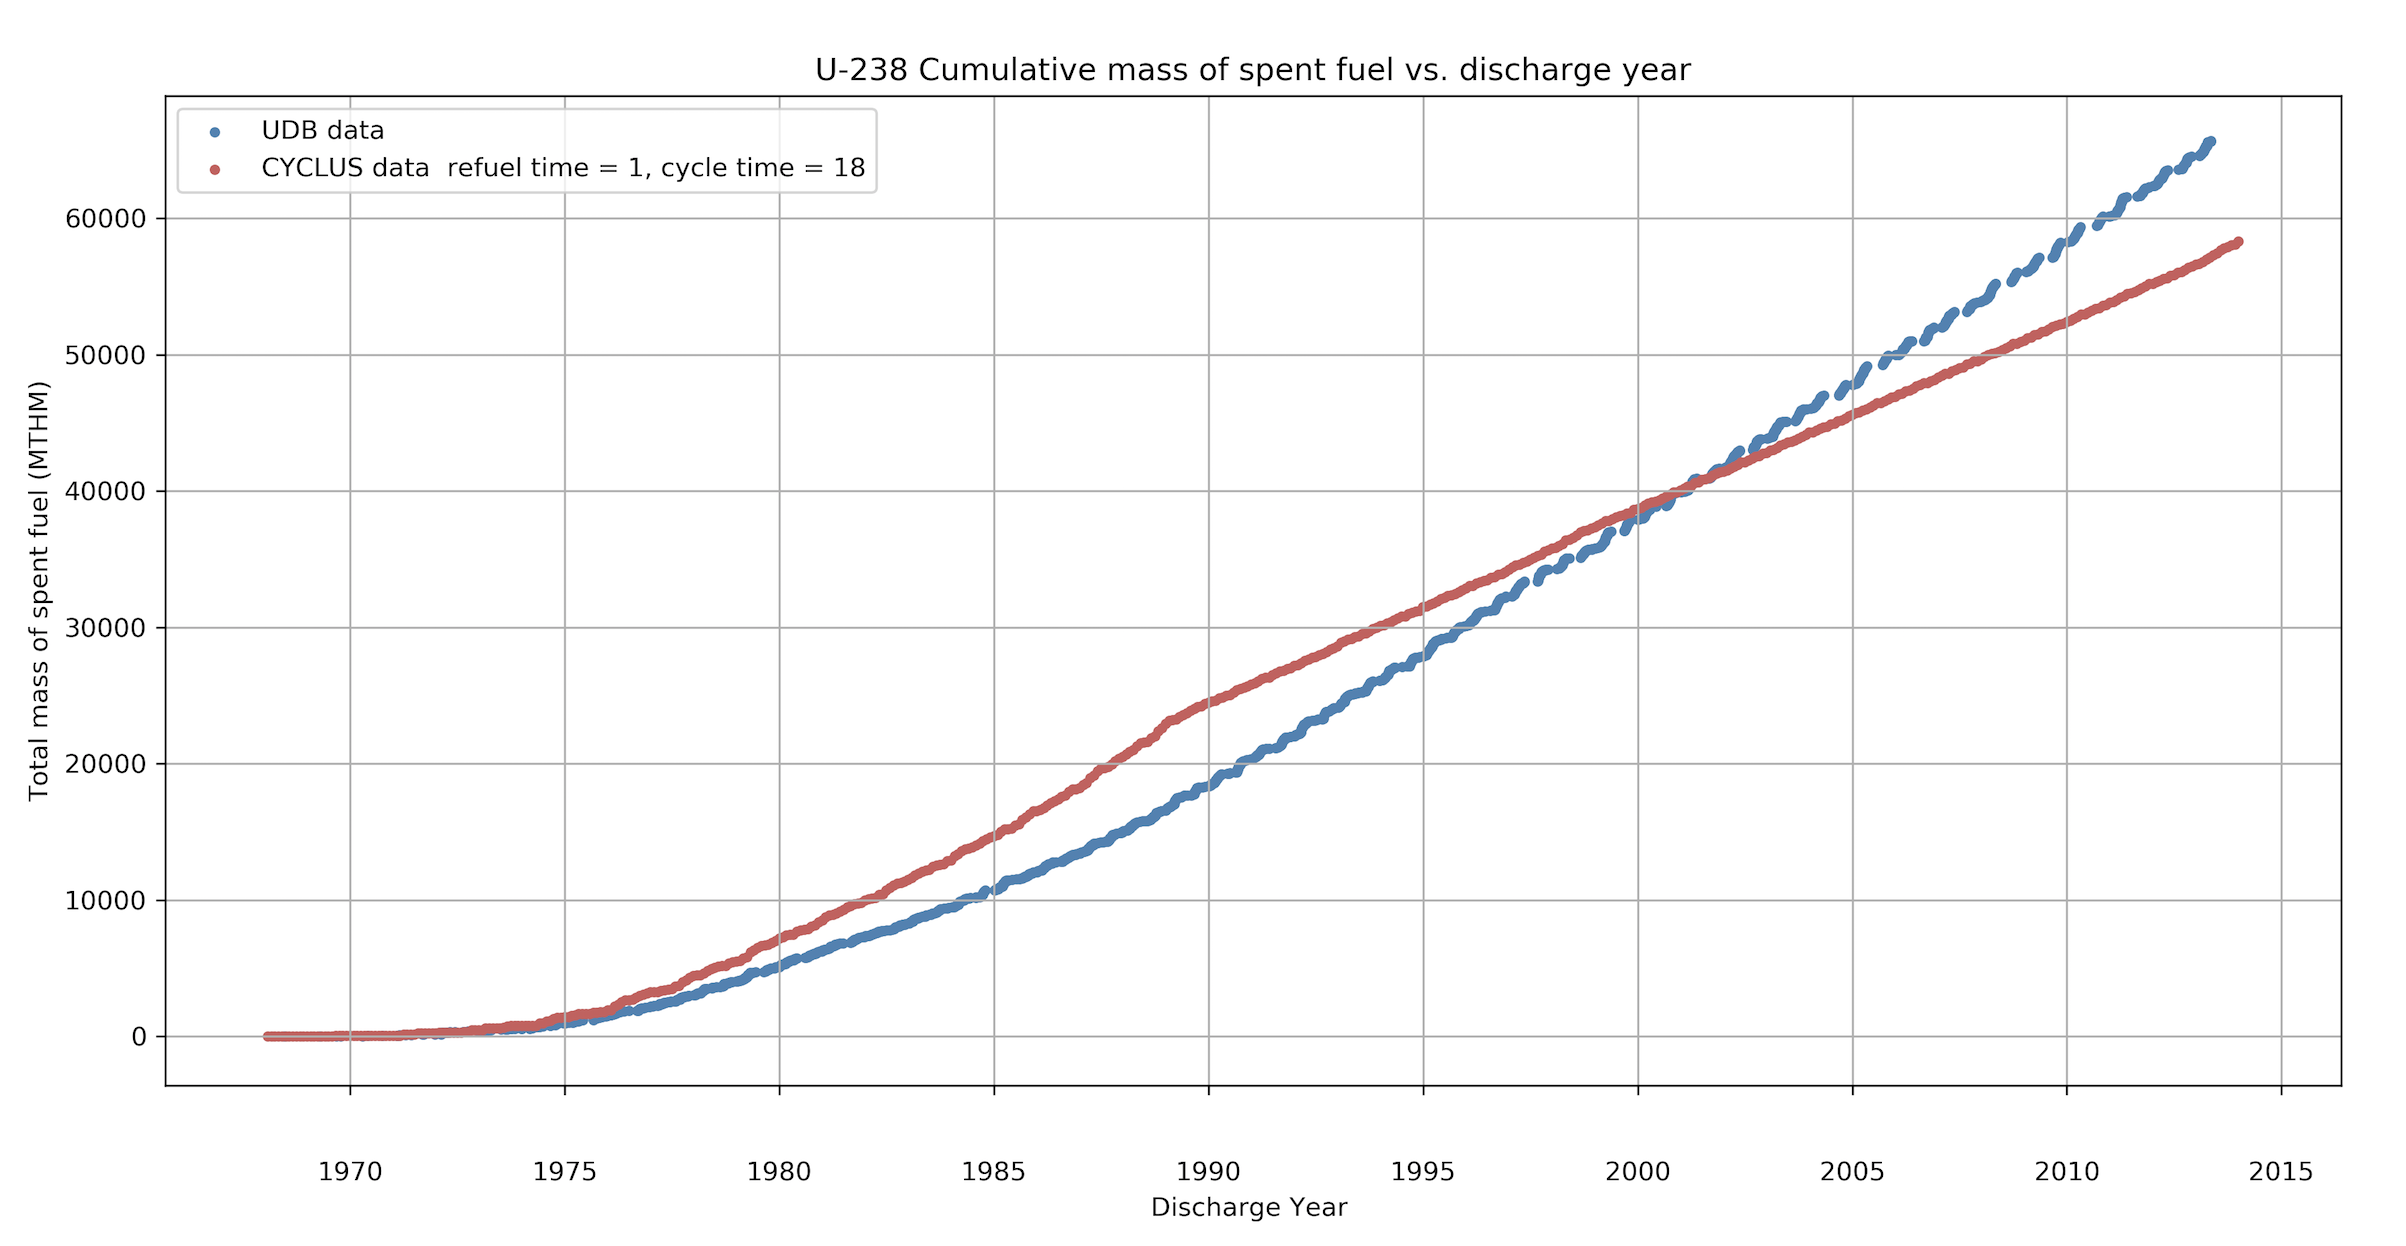 U-238 Cumulative mass of spent fuel vs. discharge year
UDB data
CYCLUS data  refuel time = 1, cycle time = 18
Total mass of spent fuel (MTHM)
60000
50000
40000
30000
20000
10000
0
1970 1975 1980 1985 1990 1995 2000 2005 2010 2015
Discharge Year